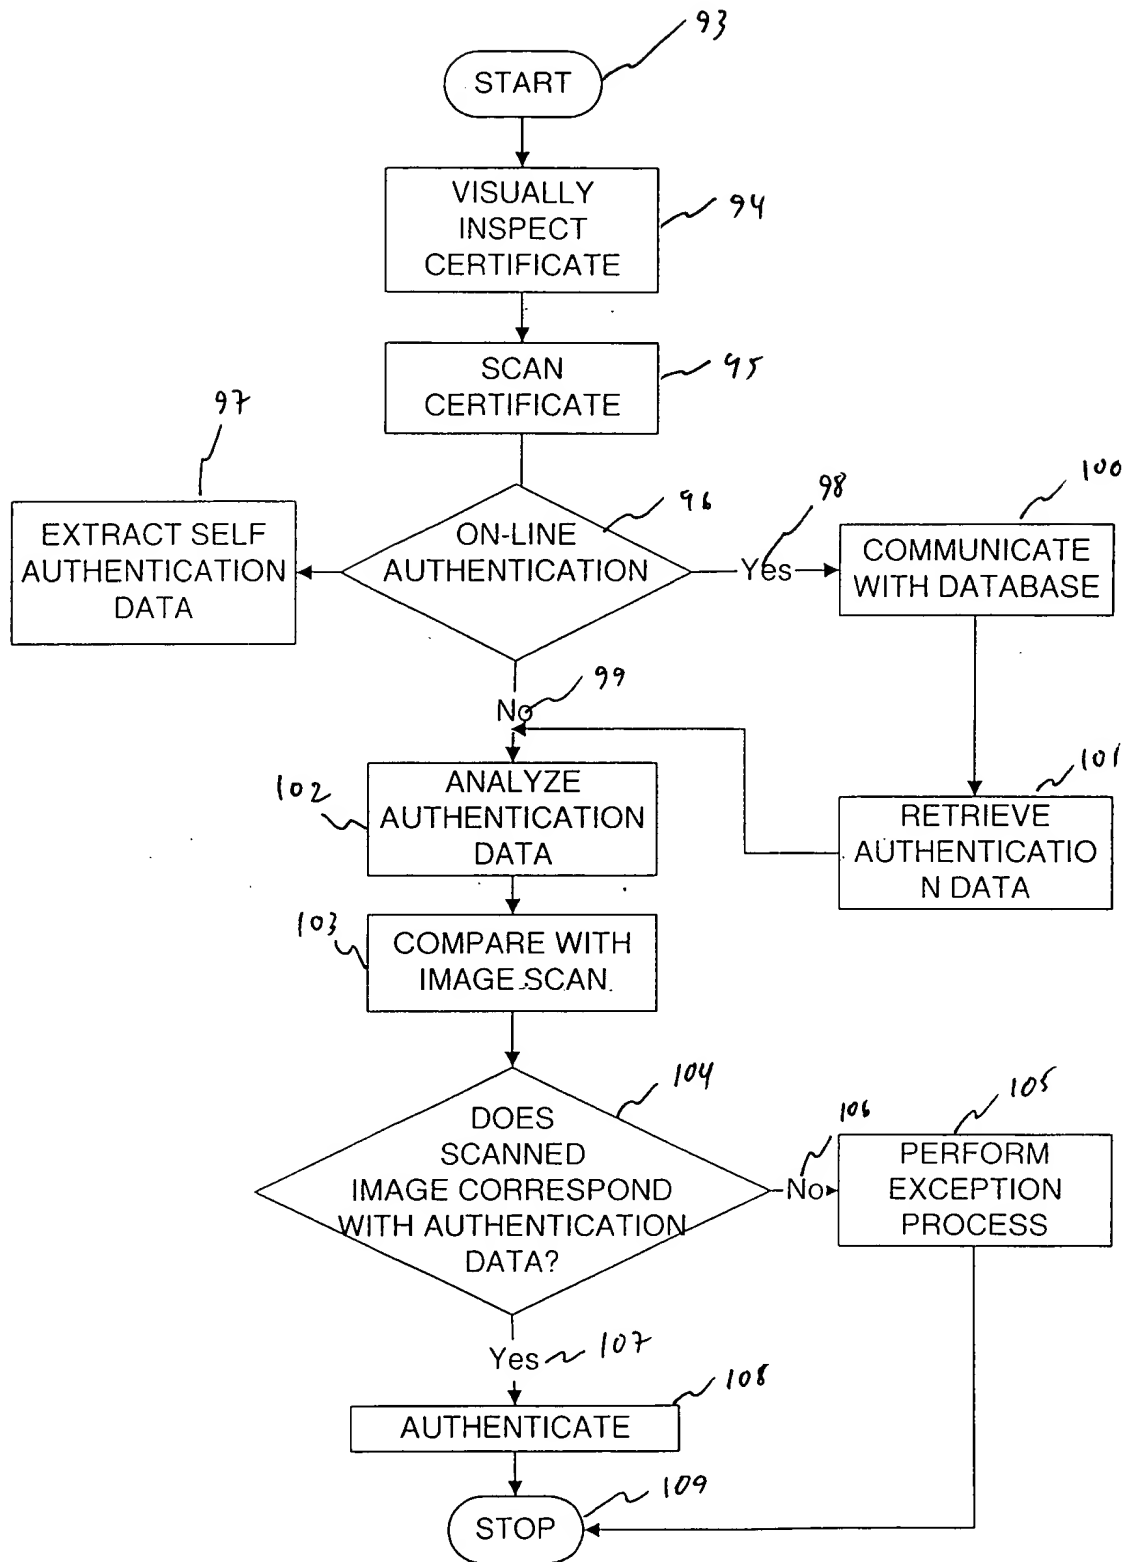 93
START
VISUALLY
INSPECT
CERTIFICATE
94
SCAN
CERTIFICATE
95
97
EXTRACT SELF
AUTHENTICATION
DATA
96
ON-LINE
AUTHENTICATION
98
Yes
100
COMMUNICATE
WITH DATABASE
99
No
102
ANALYZE
AUTHENTICATION
DATA
101
RETRIEVE
AUTHENTICATIO
N DATA
103
COMPARE WITH
IMAGE SCAN
104
DOES
SCANNED
IMAGE CORRESPOND
WITH AUTHENTICATION
DATA?
106
No
105
PERFORM
EXCEPTION
PROCESS
Yes
107
108
AUTHENTICATE
109
STOP